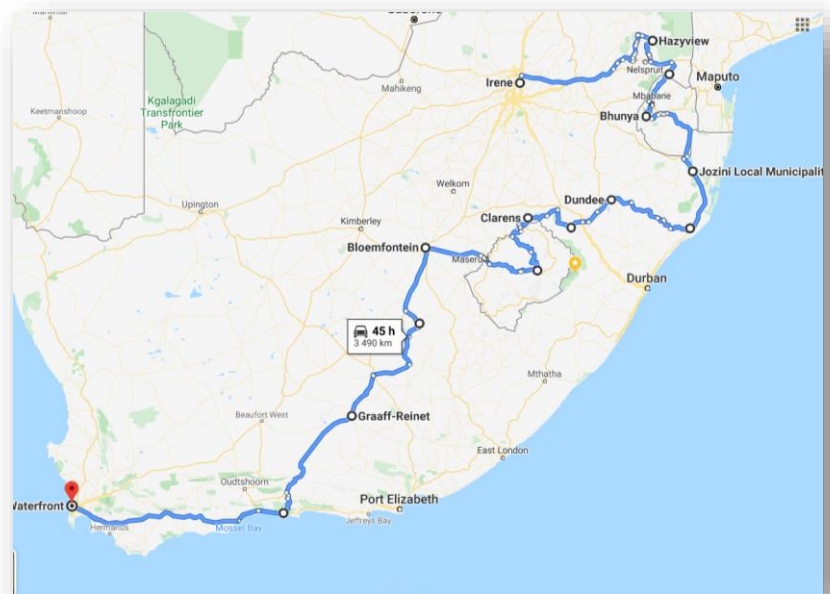 Hazyview
Nelspruit
Maputo
Irene
Mahikeng
Keetmanshoop
Kgalagadi
Transfrontier
Park
Mbabane
Bhunya
Jozini Local Municipalit
Welkom
Dundee
Clarens
Upington
Kimberley
Bloemfontein
Maseru
Durban
45 h
3 490 km
Mthatha
Graaff-Reinet
Beaufort West
East London
Oudtshoorn
Port Elizabeth
Waterfront
Hermanus
Mossel Bay
Jeffreys Bay